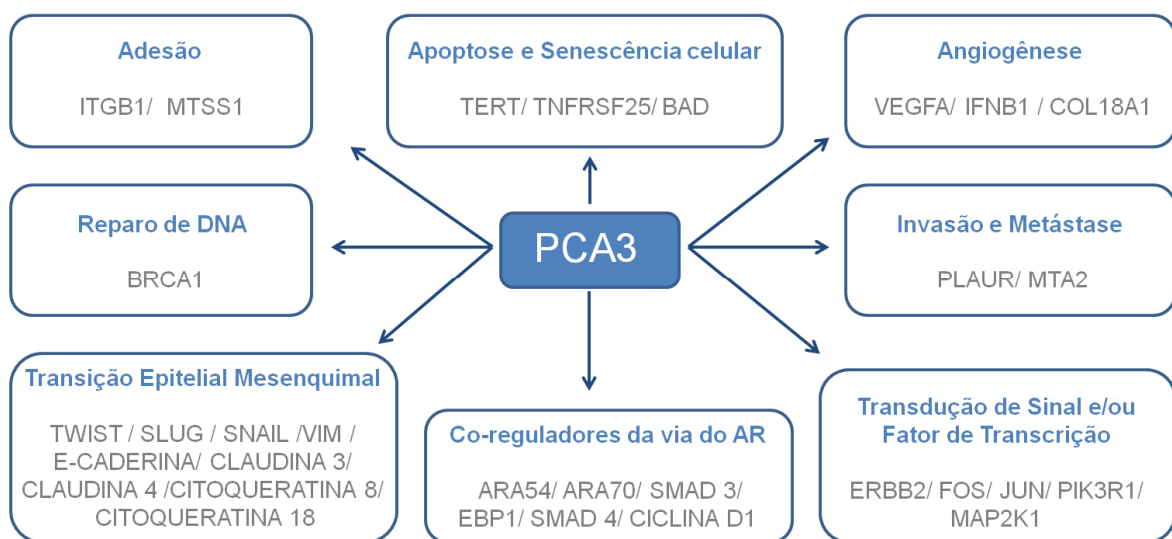 Adesão
ITGB1/ MTSS1
Apoptose e Senescência celular
TERT/ TNFRSF25/ BAD
Angiogênese
VEGFA/ IFNB1 / COL18A1
Reparo de DNA
BRCA1
PCA3
Invasão e Metástase
PLAUR/ MTA2
Transição Epitelial Mesenquimal
TWIST / SLUG / SNAIL /VIM /
E-CADERINA/ CLAUDINA 3/
CLAUDINA 4 /CITOQUERATINA 8/
CITOQUERATINA 18
Co-reguladores da via do AR
ARA54/ ARA70/ SMAD 3/
EBP1/ SMAD 4/ CICLINA D1
Transdução de Sinal e/ou
Fator de Transcrição
ERBB2/ FOS/ JUN/ PIK3R1/
MAP2K1